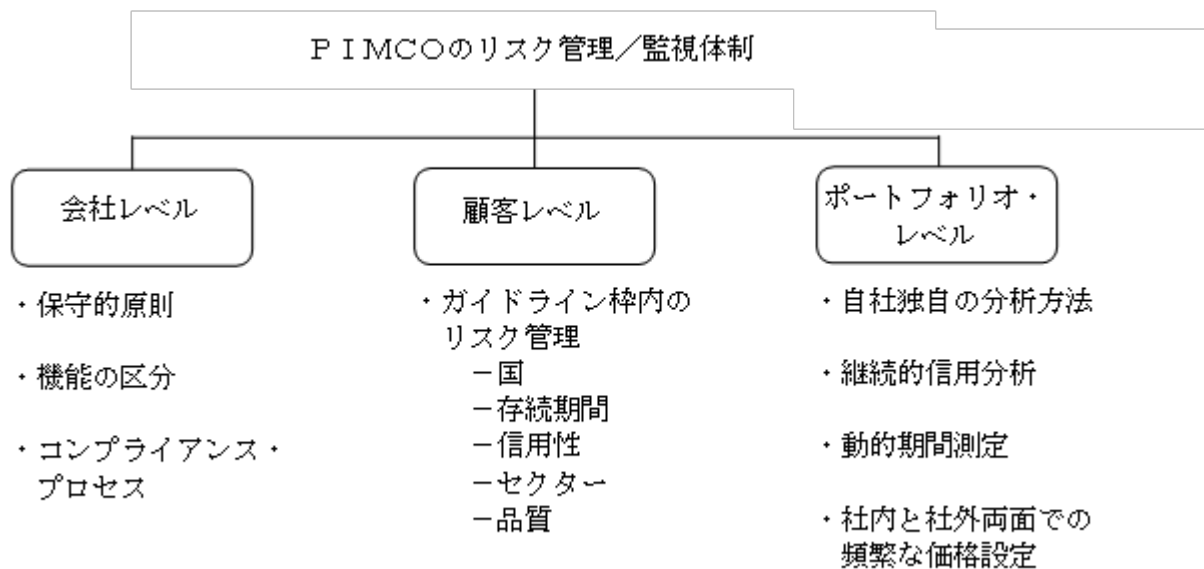 ＰＩＭＣＯのリスク管理／監視体制
会社レベル
・保守的原則
・機能の区分
・コンプライアンス・
プロセス
顧客レベル
・ガイドライン枠内の
リスク管理
－国
－存続期間
－信用性
－セクター
－品質
ポートフォリオ・
レベル
・自社独自の分析方法
・継続的信用分析
・動的期間測定
・社内と社外両面での
頻繁な価格設定